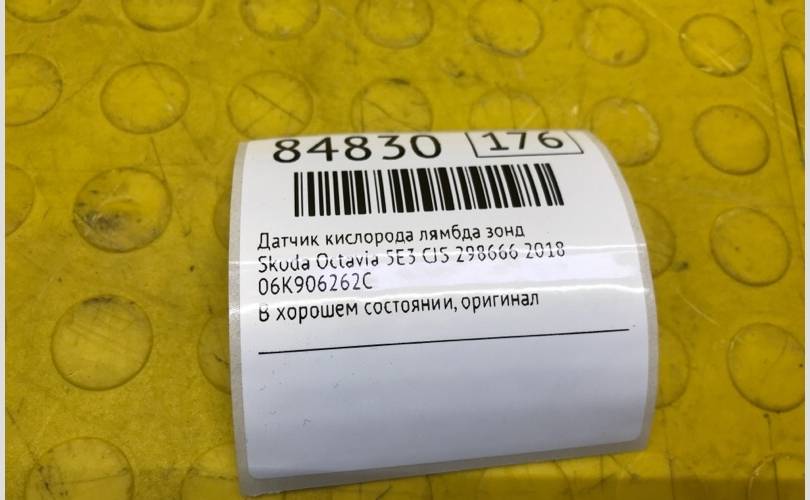 84830 176
Датчик кислорода лямбда зонд
Skoda Octavia 5E3 CJS 298666 2018
06K906262C
В хорошем состоянии, оригинал